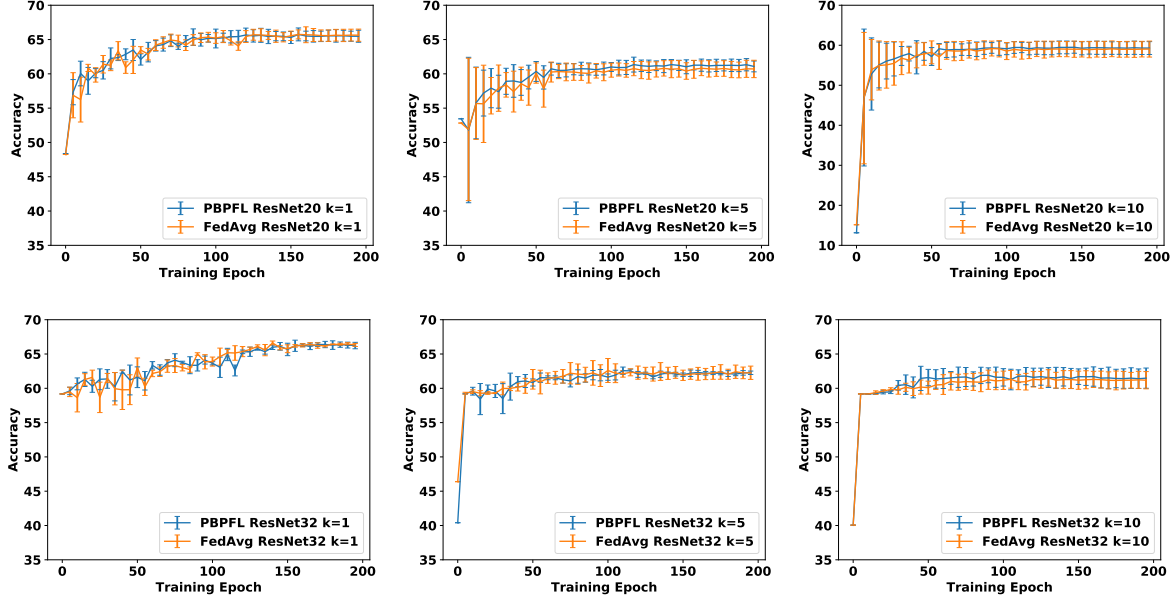 70
65
60
55
50
45
40
35
Accuracy
PBPFL ResNet20 k=1
FedAvg ResNet20 k=1
0 50 100 150 200
Training Epoch
70
65
60
55
50
45
40
35
Accuracy
PBPFL ResNet20 k=5
FedAvg ResNet20 k=5
0 50 100 150 200
Training Epoch
70
60
50
40
30
20
10
Accuracy
PBPFL ResNet20 k=10
FedAvg ResNet20 k=10
0 50 100 150 200
Training Epoch
70
65
60
55
50
45
40
35
Accuracy
PBPFL ResNet32 k=1
FedAvg ResNet32 k=1
0 50 100 150 200
Training Epoch
70
65
60
55
50
45
40
35
Accuracy
PBPFL ResNet32 k=5
FedAvg ResNet32 k=5
0 50 100 150 200
Training Epoch
70
65
60
55
50
45
40
35
Accuracy
PBPFL ResNet32 k=10
FedAvg ResNet32 k=10
0 50 100 150 200
Training Epoch